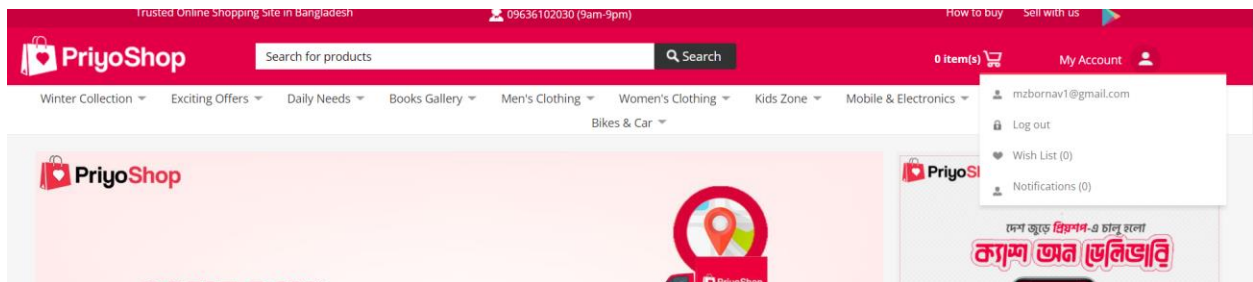 Trusted Online Shopping Site in Bangladesh 09636102030 (9am-9pm) How to buy Sell with us
PriyoShop Search for products Search 0 item(s) My Account
Winter Collection Exciting Offers Daily Needs Books Gallery Men's Clothing Women's Clothing Kids Zone Mobile & Electronics
Bikes & Car
mzbornav1@gmail.com
Log out
Wish List (0)
Notifications (0)
PriyoShop
PriyoShop
দেশ জুড়ে প্রিয়শপ-এ চালু হলো
ক্যাশ অন ডেলিভারি